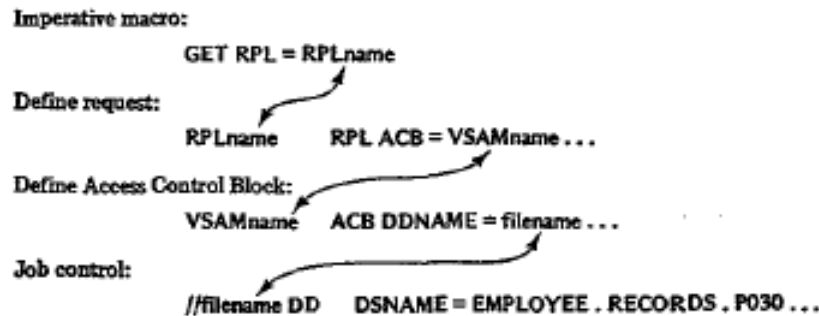 Imperative macro:
GET RPL = RPLname
Define request:
RPLname RPL ACB = VSAMname . . .
Define Access Control Block:
VSAMname ACB DDNAME = filename . . .
Job control:
//filename DD DSNAME = EMPLOYEE . RECORDS . P030 . . .